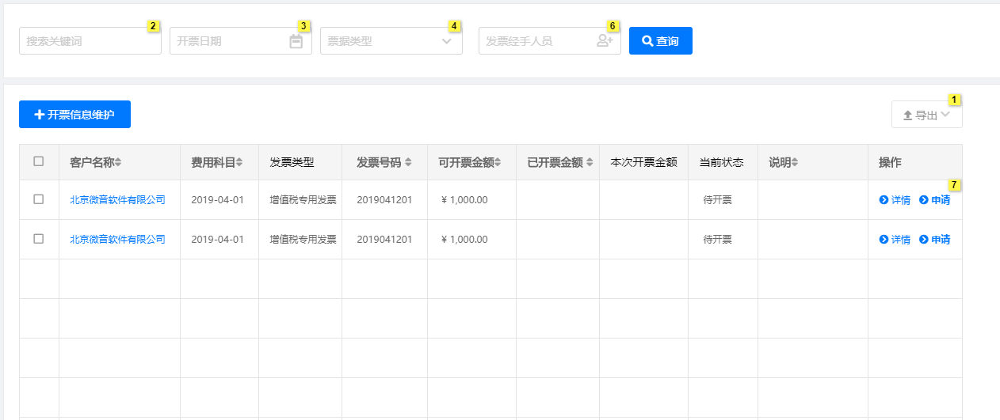 2 3 4 6
搜索关键词 开票日期 票据类型 发票经手人员 查询
1
开票信息维护 导出
客户名称 费用科目 发票类型 发票号码 可开票金额 已开票金额 本次开票金额 当前状态 说明 操作
7
北京微音软件有限公司 2019-04-01 增值税专用发票 2019041201 ¥ 1,000.00 待开票 详情 申请
北京微音软件有限公司 2019-04-01 增值税专用发票 2019041201 ¥ 1,000.00 待开票 详情 申请